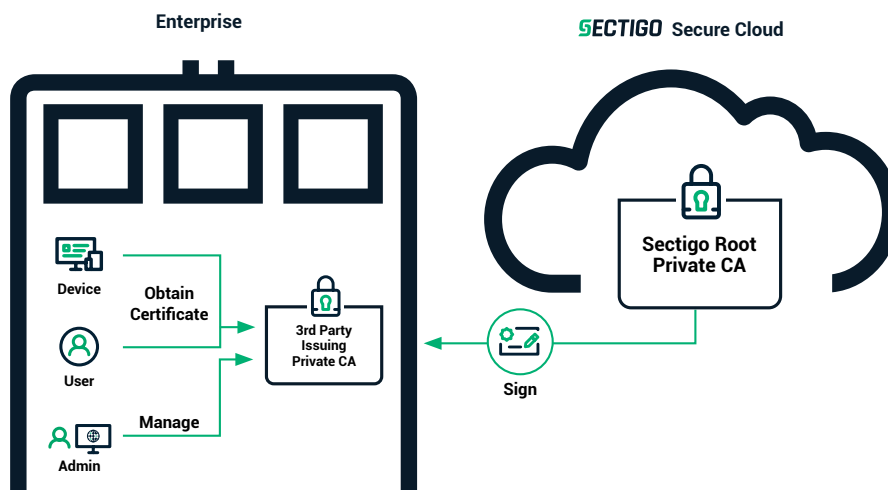 Enterprise
SECTIGO Secure Cloud
Sectigo Root
Private CA
Device
Obtain
Certificate
3rd Party
Issuing
Private CA
User
Sign
Manage
Admin